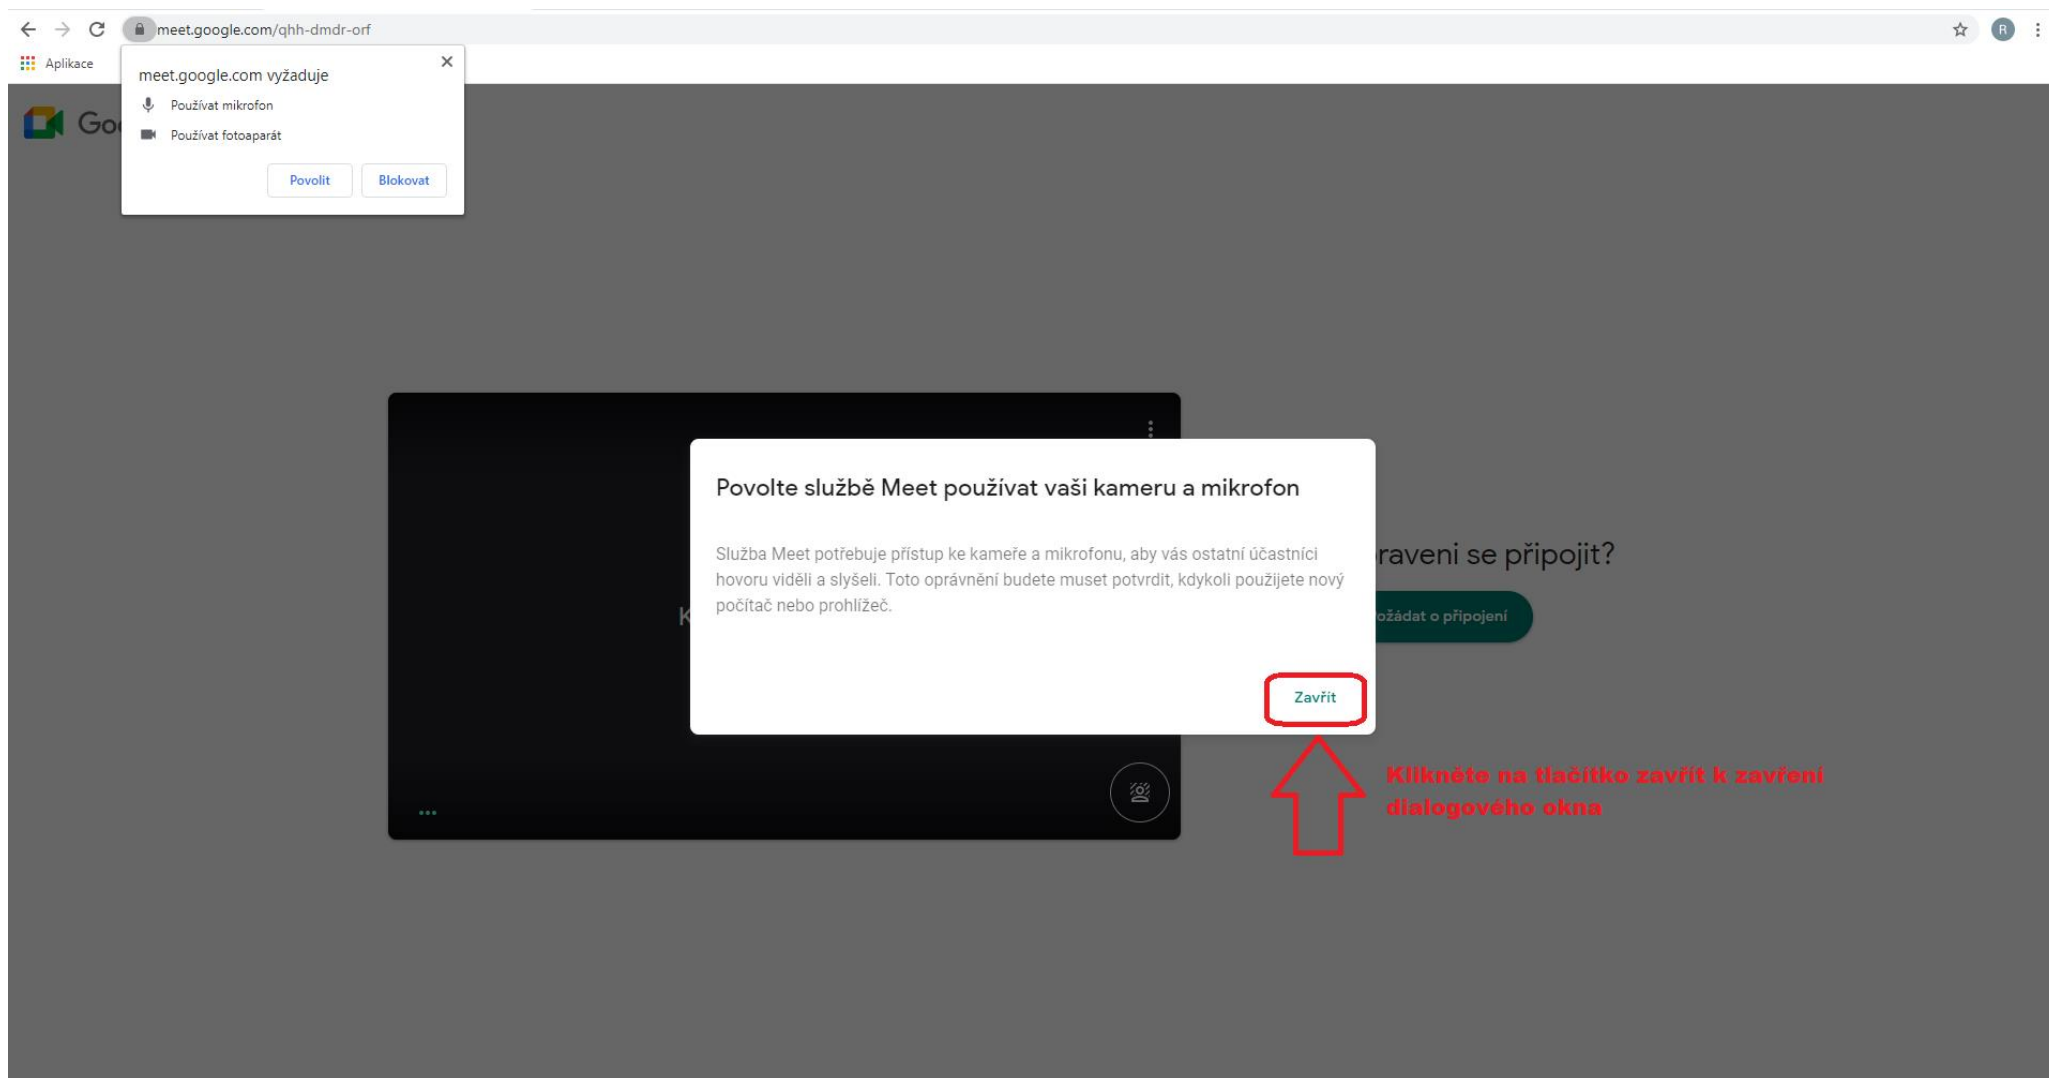 meet.google.com/qhh-dmdr-orf
R
Aplikace
meet.google.com vyžaduje
Používat mikrofon
Používat fotoaparát
Povolit
Blokovat
Goo
Povolte službě Meet používat vaši kameru a mikrofon
Služba Meet potřebuje přístup ke kameře a mikrofonu, aby vás ostatní účastníci
hovoru viděli a slyšeli. Toto oprávnění budete muset potvrdit, kdykoli použijete nový
počítač nebo prohlížeč.
Zavřít
raveni se připojit?
K
ožádat o připojení
Klikněte na tlačítko zavřít k zavření
dialogového okna